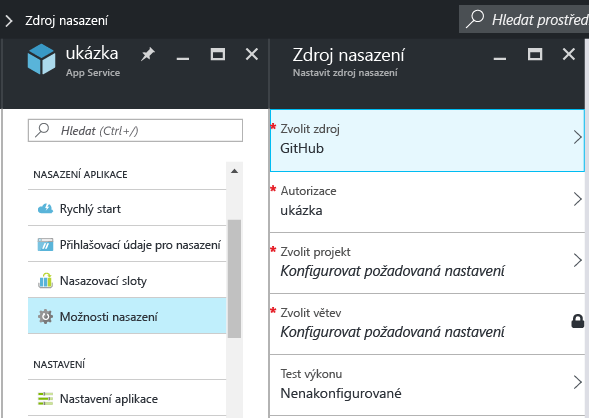 Zdroj nasazení
Hledat prostřed
ukázka
App Service
Hledat (Ctrl+/)
NASAZENÍ APLIKACE
Rychlý start
Přihlašovací údaje pro nasazení
Nasazovací sloty
Možnosti nasazení
NASTAVENÍ
Nastavení aplikace
Zdroj nasazení
Nastavit zdroj nasazení
* Zvolit zdroj
GitHub
* Autorizace
ukázka
* Zvolit projekt
Konfigurovat požadovaná nastavení
* Zvolit větev
Konfigurovat požadovaná nastavení
Test výkonu
Nenakonfigurované